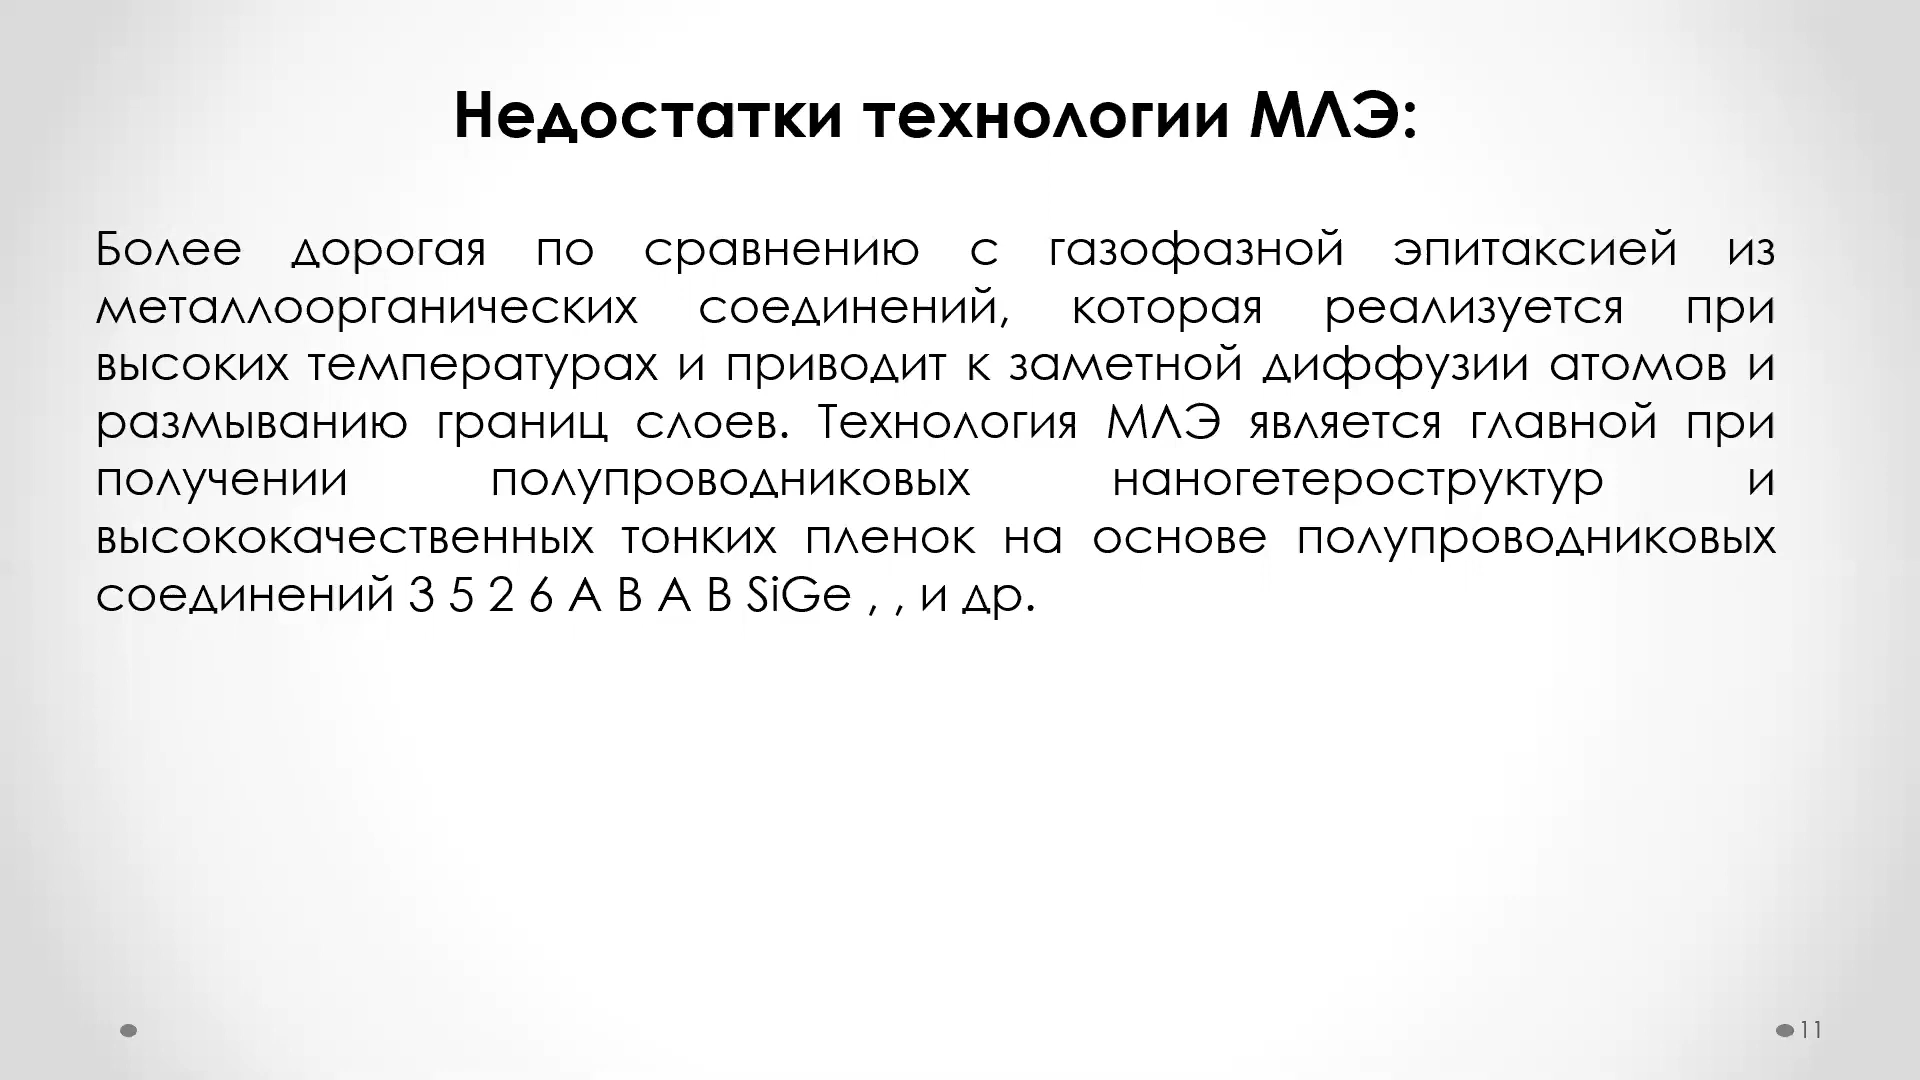 Недостатки технологии МЛЭ:
Более дорогая по сравнению с газофазной эпитаксией из
металлоорганических соединений, которая реализуется при
высоких температурах и приводит к заметной диффузии атомов и
размыванию границ слоев. Технология МЛЭ является главной при
получении полупроводниковых наногетероструктур и
высококачественных тонких пленок на основе полупроводниковых
соединений 3 5 2 6 A B A B SiGe , , и др.
11